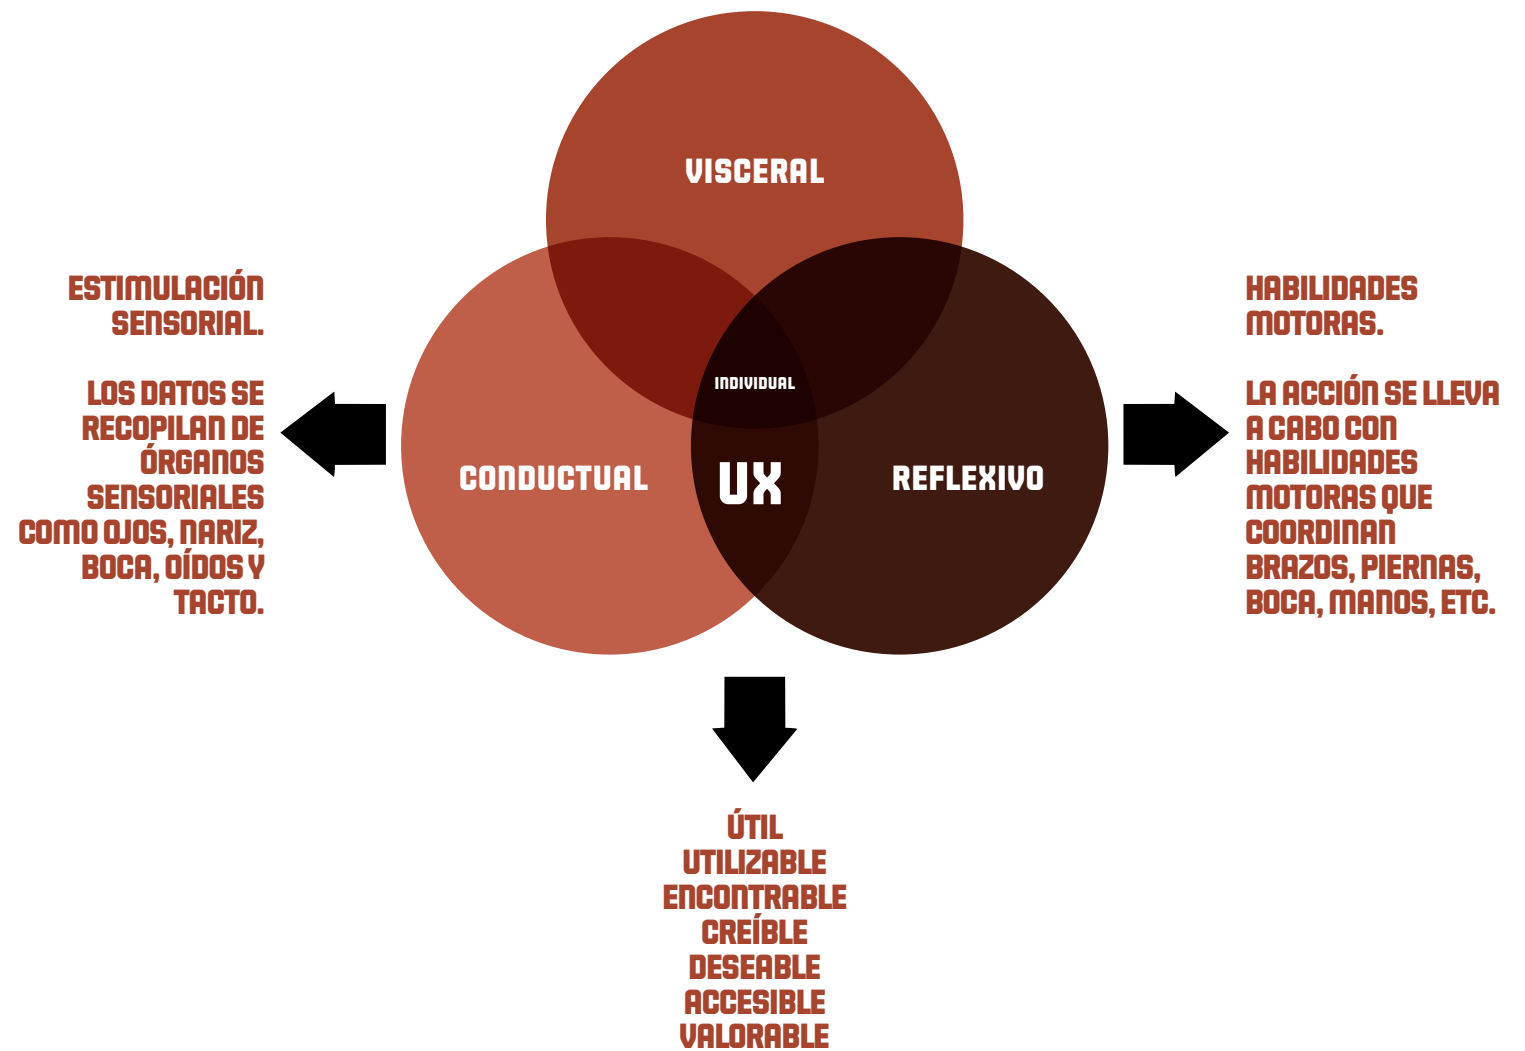 VISCERAL
INDIVIDUAL
CONDUCTUAL
UX
REFLEXIVO
ESTIMULACIÓN
SENSORIAL.
LOS DATOS SE
RECOPILAN DE
ÓRGANOS
SENSORIALES
COMO OJOS, NARIZ,
BOCA, OÍDOS Y
TACTO.
HABILIDADES
MOTORAS.
LA ACCIÓN SE LLEVA
A CABO CON
HABILIDADES
MOTORAS QUE
COORDINAN
BRAZOS, PIERNAS,
BOCA, MANOS, ETC.
ÚTIL
UTILIZABLE
ENCONTRABLE
CREÍBLE
DESEABLE
ACCESIBLE
VALORABLE